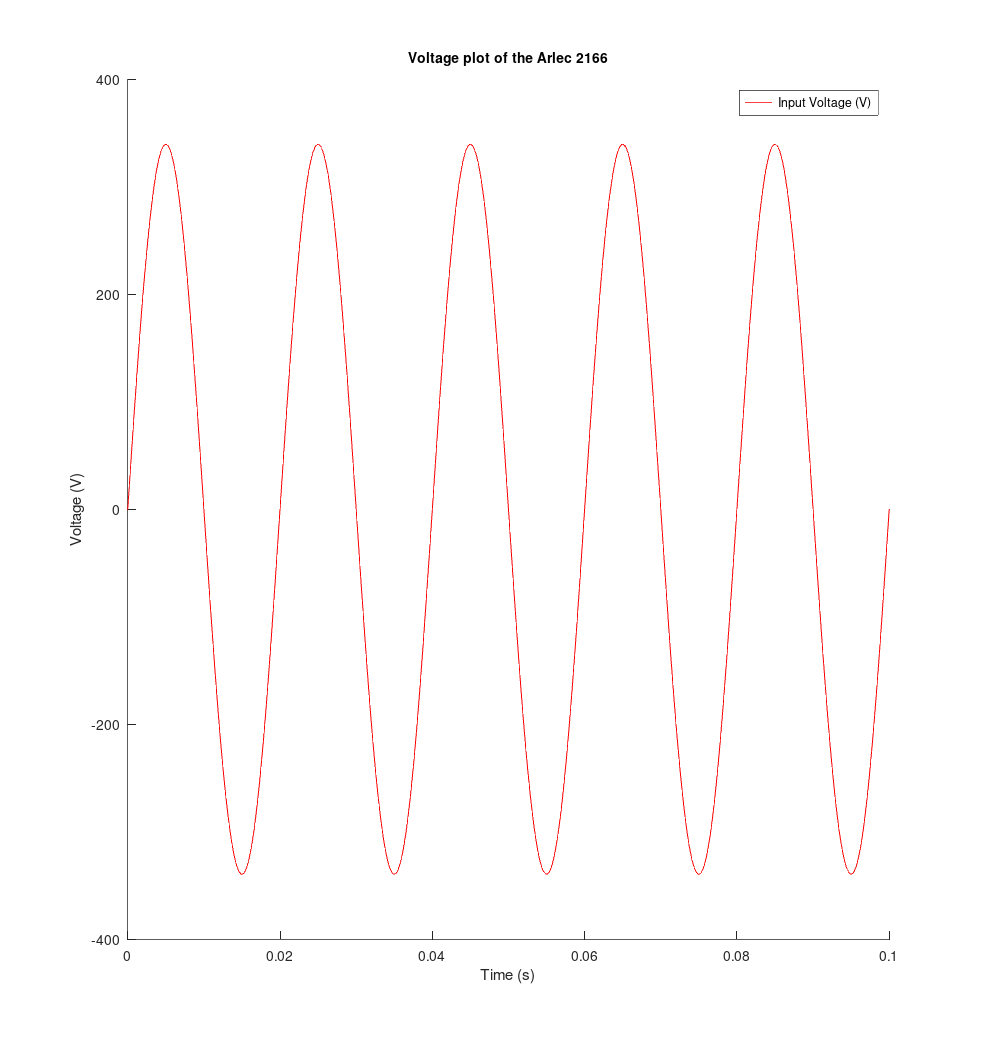 Voltage plot of the Arlec 2166
Input Voltage (V)
400
200
0
-200
-400
Voltage (V)
0 0.02 0.04 0.06 0.08 0.1
Time (s)